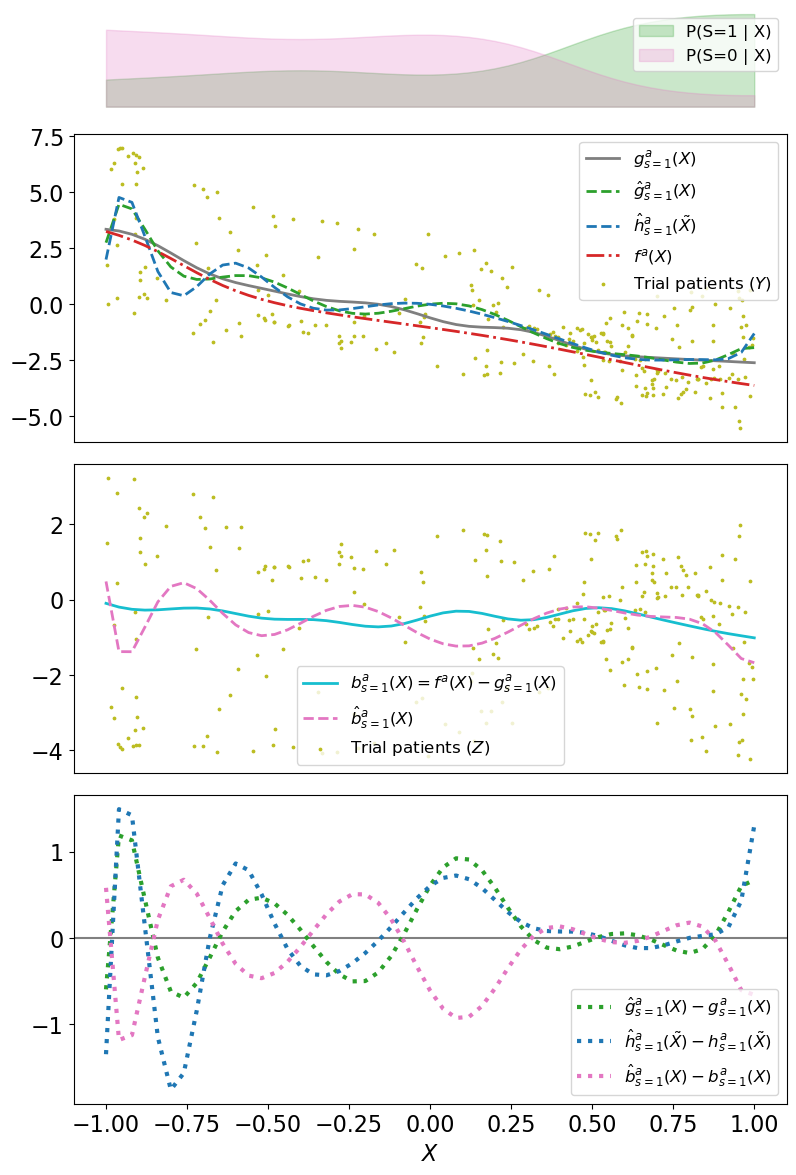 P(S=1 | X)
P(S=0 | X)
7.5
5.0
2.5
0.0
−2.5
−5.0
$g^a_{s=1}(X)$
$\hat{g}^a_{s=1}(X)$
$\hat{h}^a_{s=1}(\tilde{X})$
$f^a(X)$
Trial patients ($Y$)
2
0
−2
−4
$b^a_{s=1}(X) = f^a(X) - g^a_{s=1}(X)$
$\hat{b}^a_{s=1}(X)$
Trial patients ($Z$)
1
0
−1
$\hat{g}^a_{s=1}(X) - g^a_{s=1}(X)$
$\hat{h}^a_{s=1}(\tilde{X}) - h^a_{s=1}(\tilde{X})$
$\hat{b}^a_{s=1}(X) - b^a_{s=1}(X)$
−1.00 −0.75 −0.50 −0.25 0.00 0.25 0.50 0.75 1.00
$X$